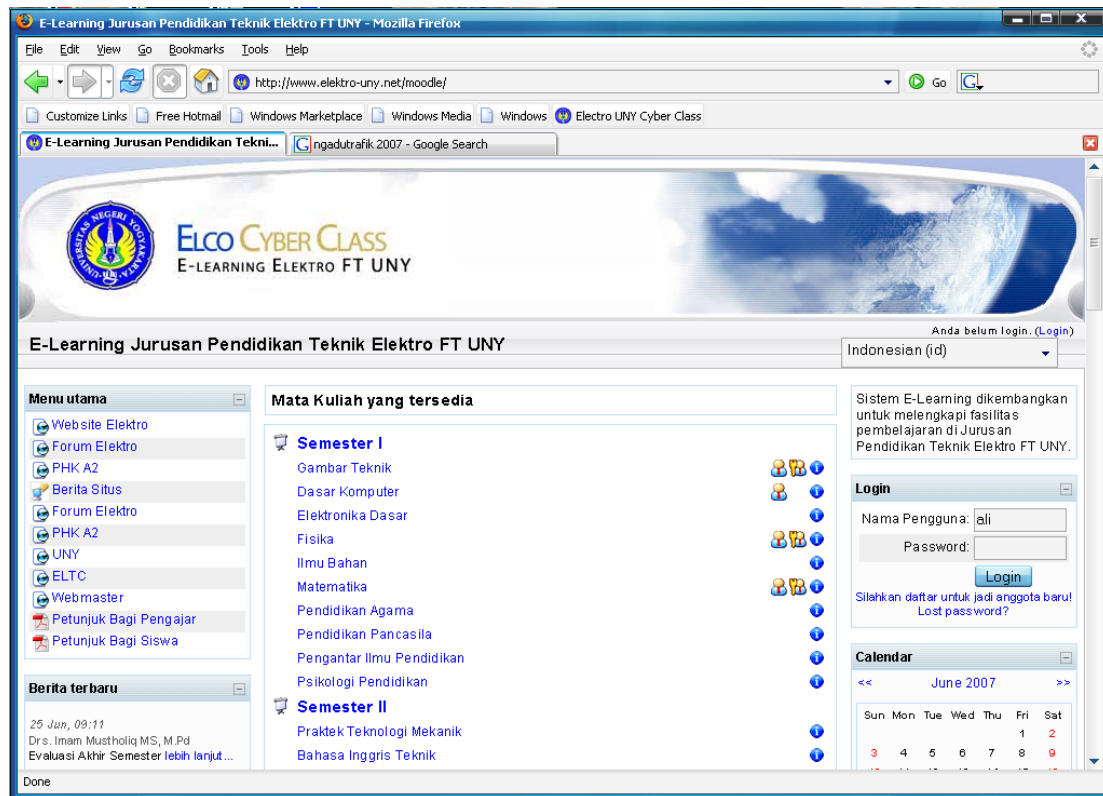 E-Learning Jurusan Pendidikan Teknik Elektro FT UNY - Mozilla Firefox
File Edit View Go Bookmarks Tools Help
http://www.elektro-uny.net/moodle/
Go
Customize Links Free Hotmail Windows Marketplace Windows Media Windows Electro UNY Cyber Class
E-Learning Jurusan Pendidikan Tekni...
ngadutrafik 2007 - Google Search
UNIVERSITAS NEGERI YOGYAKARTA
U.N.Y
ELCO CYBER CLASS
E-LEARNING ELEKTRO FT UNY
Anda belum login. (Login)
E-Learning Jurusan Pendidikan Teknik Elektro FT UNY
Indonesian (id)
Menu utama
Website Elektro
Forum Elektro
PHK A2
Berita Situs
Forum Elektro
PHK A2
UNY
ELTC
Webmaster
Petunjuk Bagi Pengajar
Petunjuk Bagi Siswa
Berita terbaru
25 Jun, 09:11
Drs. Imam Mustholiq MS, M.Pd
Evaluasi Akhir Semester lebih lanjut...
Mata Kuliah yang tersedia
Semester I
Gambar Teknik
Dasar Komputer
Elektronika Dasar
Fisika
Ilmu Bahan
Matematika
Pendidikan Agama
Pendidikan Pancasila
Pengantar Ilmu Pendidikan
Psikologi Pendidikan
Semester II
Praktek Teknologi Mekanik
Bahasa Inggris Teknik
Sistem E-Learning dikembangkan
untuk melengkapi fasilitas
pembelajaran di Jurusan
Pendidikan Teknik Elektro FT UNY.
Login
Nama Pengguna: ali
Password:
Login
Silahkan daftar untuk jadi anggota baru!
Lost password?
Calendar
<< June 2007 >>
Sun Mon Tue Wed Thu Fri Sat
1 2
3 4 5 6 7 8 9
Done